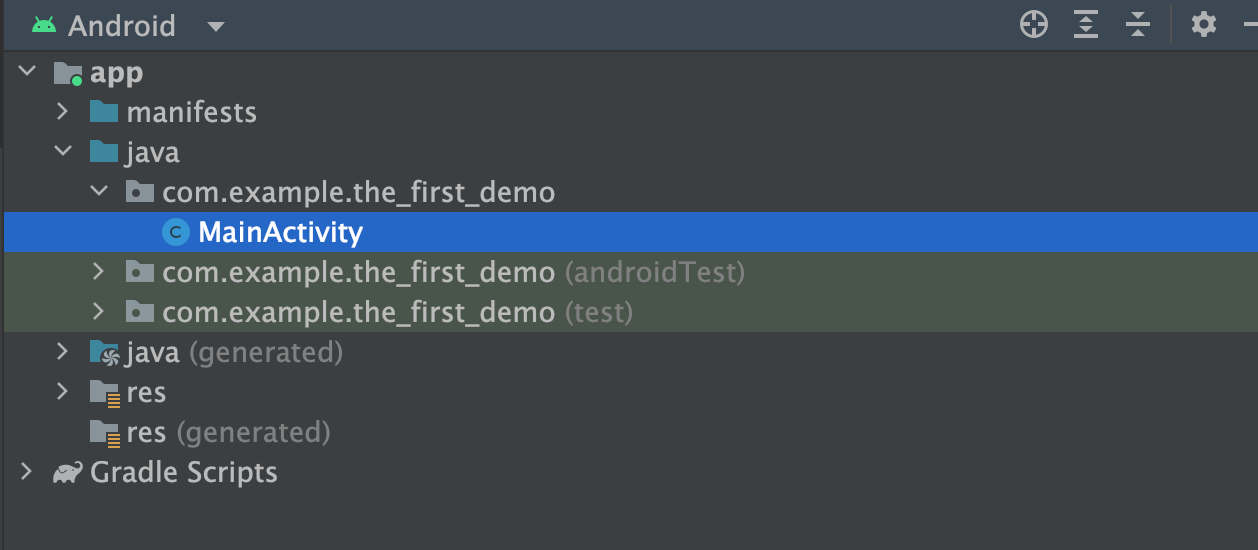 Android
app
manifests
java
com.example.the_first_demo
C MainActivity
com.example.the_first_demo (androidTest)
com.example.the_first_demo (test)
java (generated)
res
res (generated)
Gradle Scripts